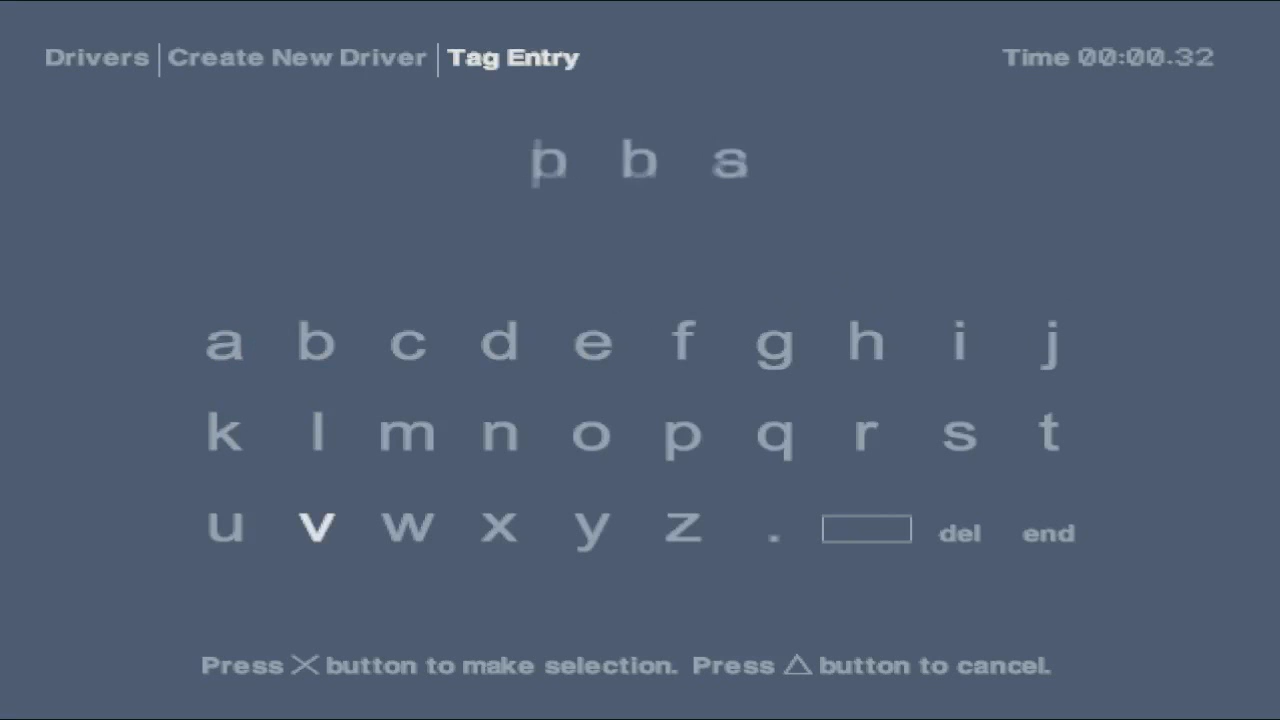 Drivers | Create New Driver | Tag Entry Time 00:00.32
p b s
a b c d e f g h i j
k l m n o p q r s t
u v w x y z . del end
Press button to make selection. Press △ button to cancel.